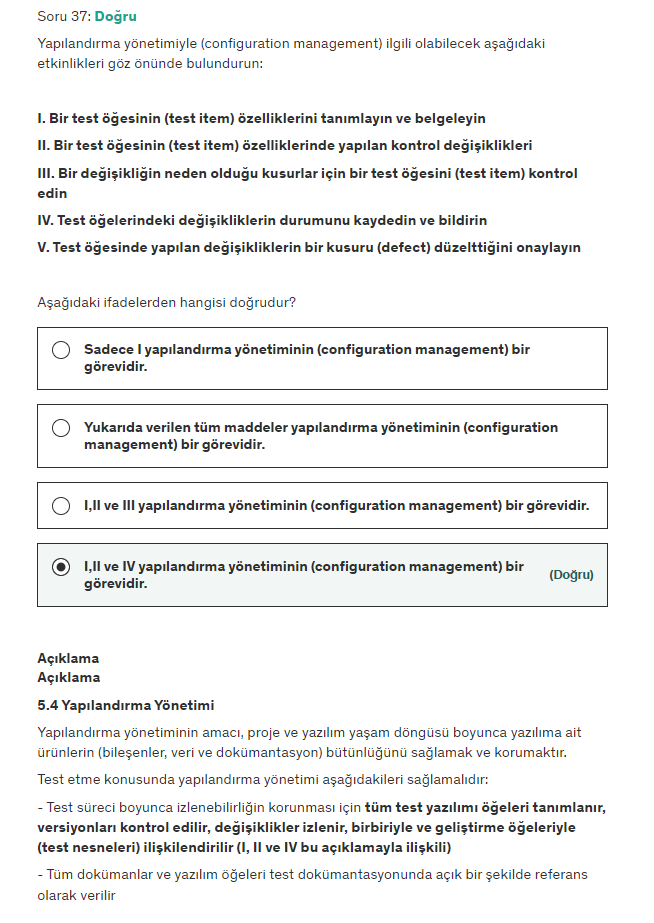 Soru 37: Doğru
Yapılandırma yönetimiyle (configuration management) ilgili olabilecek aşağıdaki
etkinlikleri göz önünde bulundurun:
I. Bir test öğesinin (test item) özelliklerini tanımlayın ve belgeleyin
II. Bir test öğesinin (test item) özelliklerinde yapılan kontrol değişiklikleri
III. Bir değişikliğin neden olduğu kusurlar için bir test öğesini (test item) kontrol
edin
IV. Test öğelerindeki değişikliklerin durumunu kaydedin ve bildirin
V. Test öğesinde yapılan değişikliklerin bir kusuru (defect) düzelttiğini onaylayın
Aşağıdaki ifadelerden hangisi doğrudur?
Sadece I yapılandırma yönetiminin (configuration management) bir
görevidir.
Yukarıda verilen tüm maddeler yapılandırma yönetiminin (configuration
management) bir görevidir.
I,II ve III yapılandırma yönetiminin (configuration management) bir görevidir.
I,II ve IV yapılandırma yönetiminin (configuration management) bir
görevidir.
(Doğru)
Açıklama
Açıklama
5.4 Yapılandırma Yönetimi
Yapılandırma yönetiminin amacı, proje ve yazılım yaşam döngüsü boyunca yazılıma ait
ürünlerin (bileşenler, veri ve dokümantasyon) bütünlüğünü sağlamak ve korumaktır.
Test etme konusunda yapılandırma yönetimi aşağıdakileri sağlamalıdır:
- Test süreci boyunca izlenebilirliğin korunması için tüm test yazılımı öğeleri tanımlanır,
versiyonları kontrol edilir, değişiklikler izlenir, birbiriyle ve geliştirme öğeleriyle
(test nesneleri) ilişkilendirilir (I, II ve IV bu açıklamayla ilişkili)
- Tüm dokümanlar ve yazılım öğeleri test dokümantasyonunda açık bir şekilde referans
olarak verilir